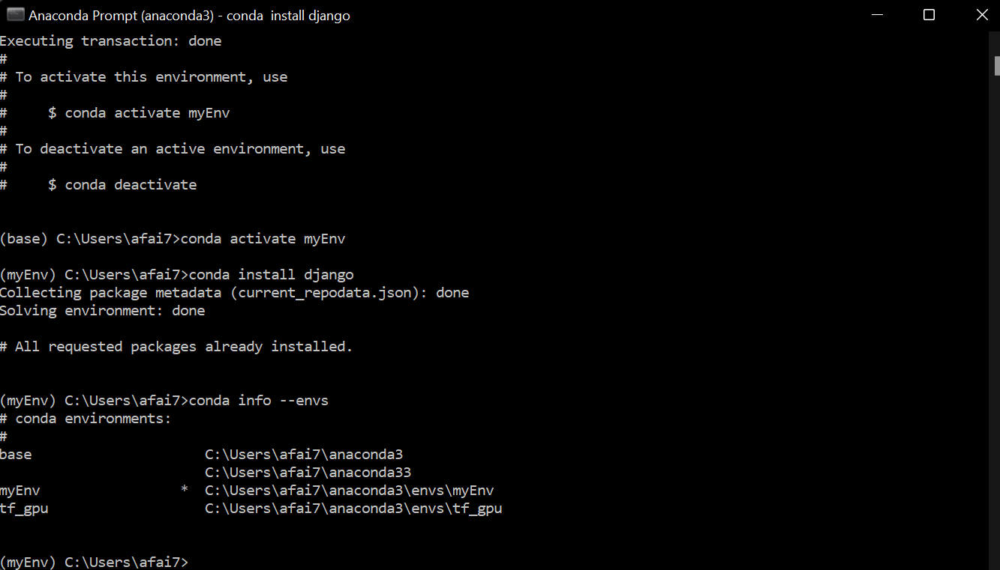 Anaconda Prompt (anaconda3) - conda  install django
Executing transaction: done
#
# To activate this environment, use
#
#     $ conda activate myEnv
#
# To deactivate an active environment, use
#
#     $ conda deactivate
(base) C:\Users\afai7>conda activate myEnv
(myEnv) C:\Users\afai7>conda install django
Collecting package metadata (current_repodata.json): done
Solving environment: done
# All requested packages already installed.
(myEnv) C:\Users\afai7>conda info --envs
# conda environments:
#
base                     C:\Users\afai7\anaconda3
                         C:\Users\afai7\anaconda33
myEnv                 *  C:\Users\afai7\anaconda3\envs\myEnv
tf_gpu                   C:\Users\afai7\anaconda3\envs\tf_gpu
(myEnv) C:\Users\afai7>